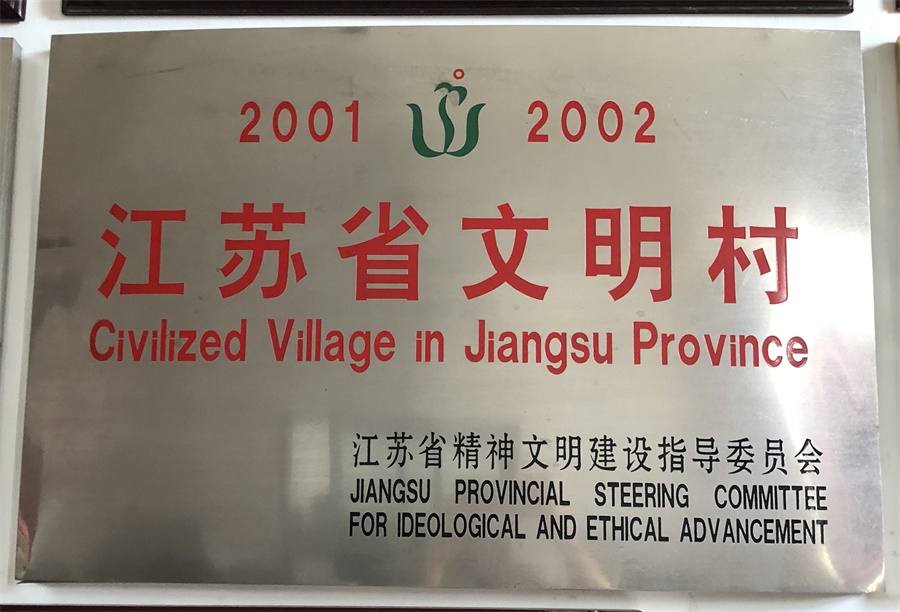 2001 2002
江苏省文明村
Civilized Village in Jiangsu Province
江苏省精神文明建设指导委员会
JIANGSU PROVINCIAL STEERING COMMITTEE
FOR IDEOLOGICAL AND ETHICAL ADVANCEMENT